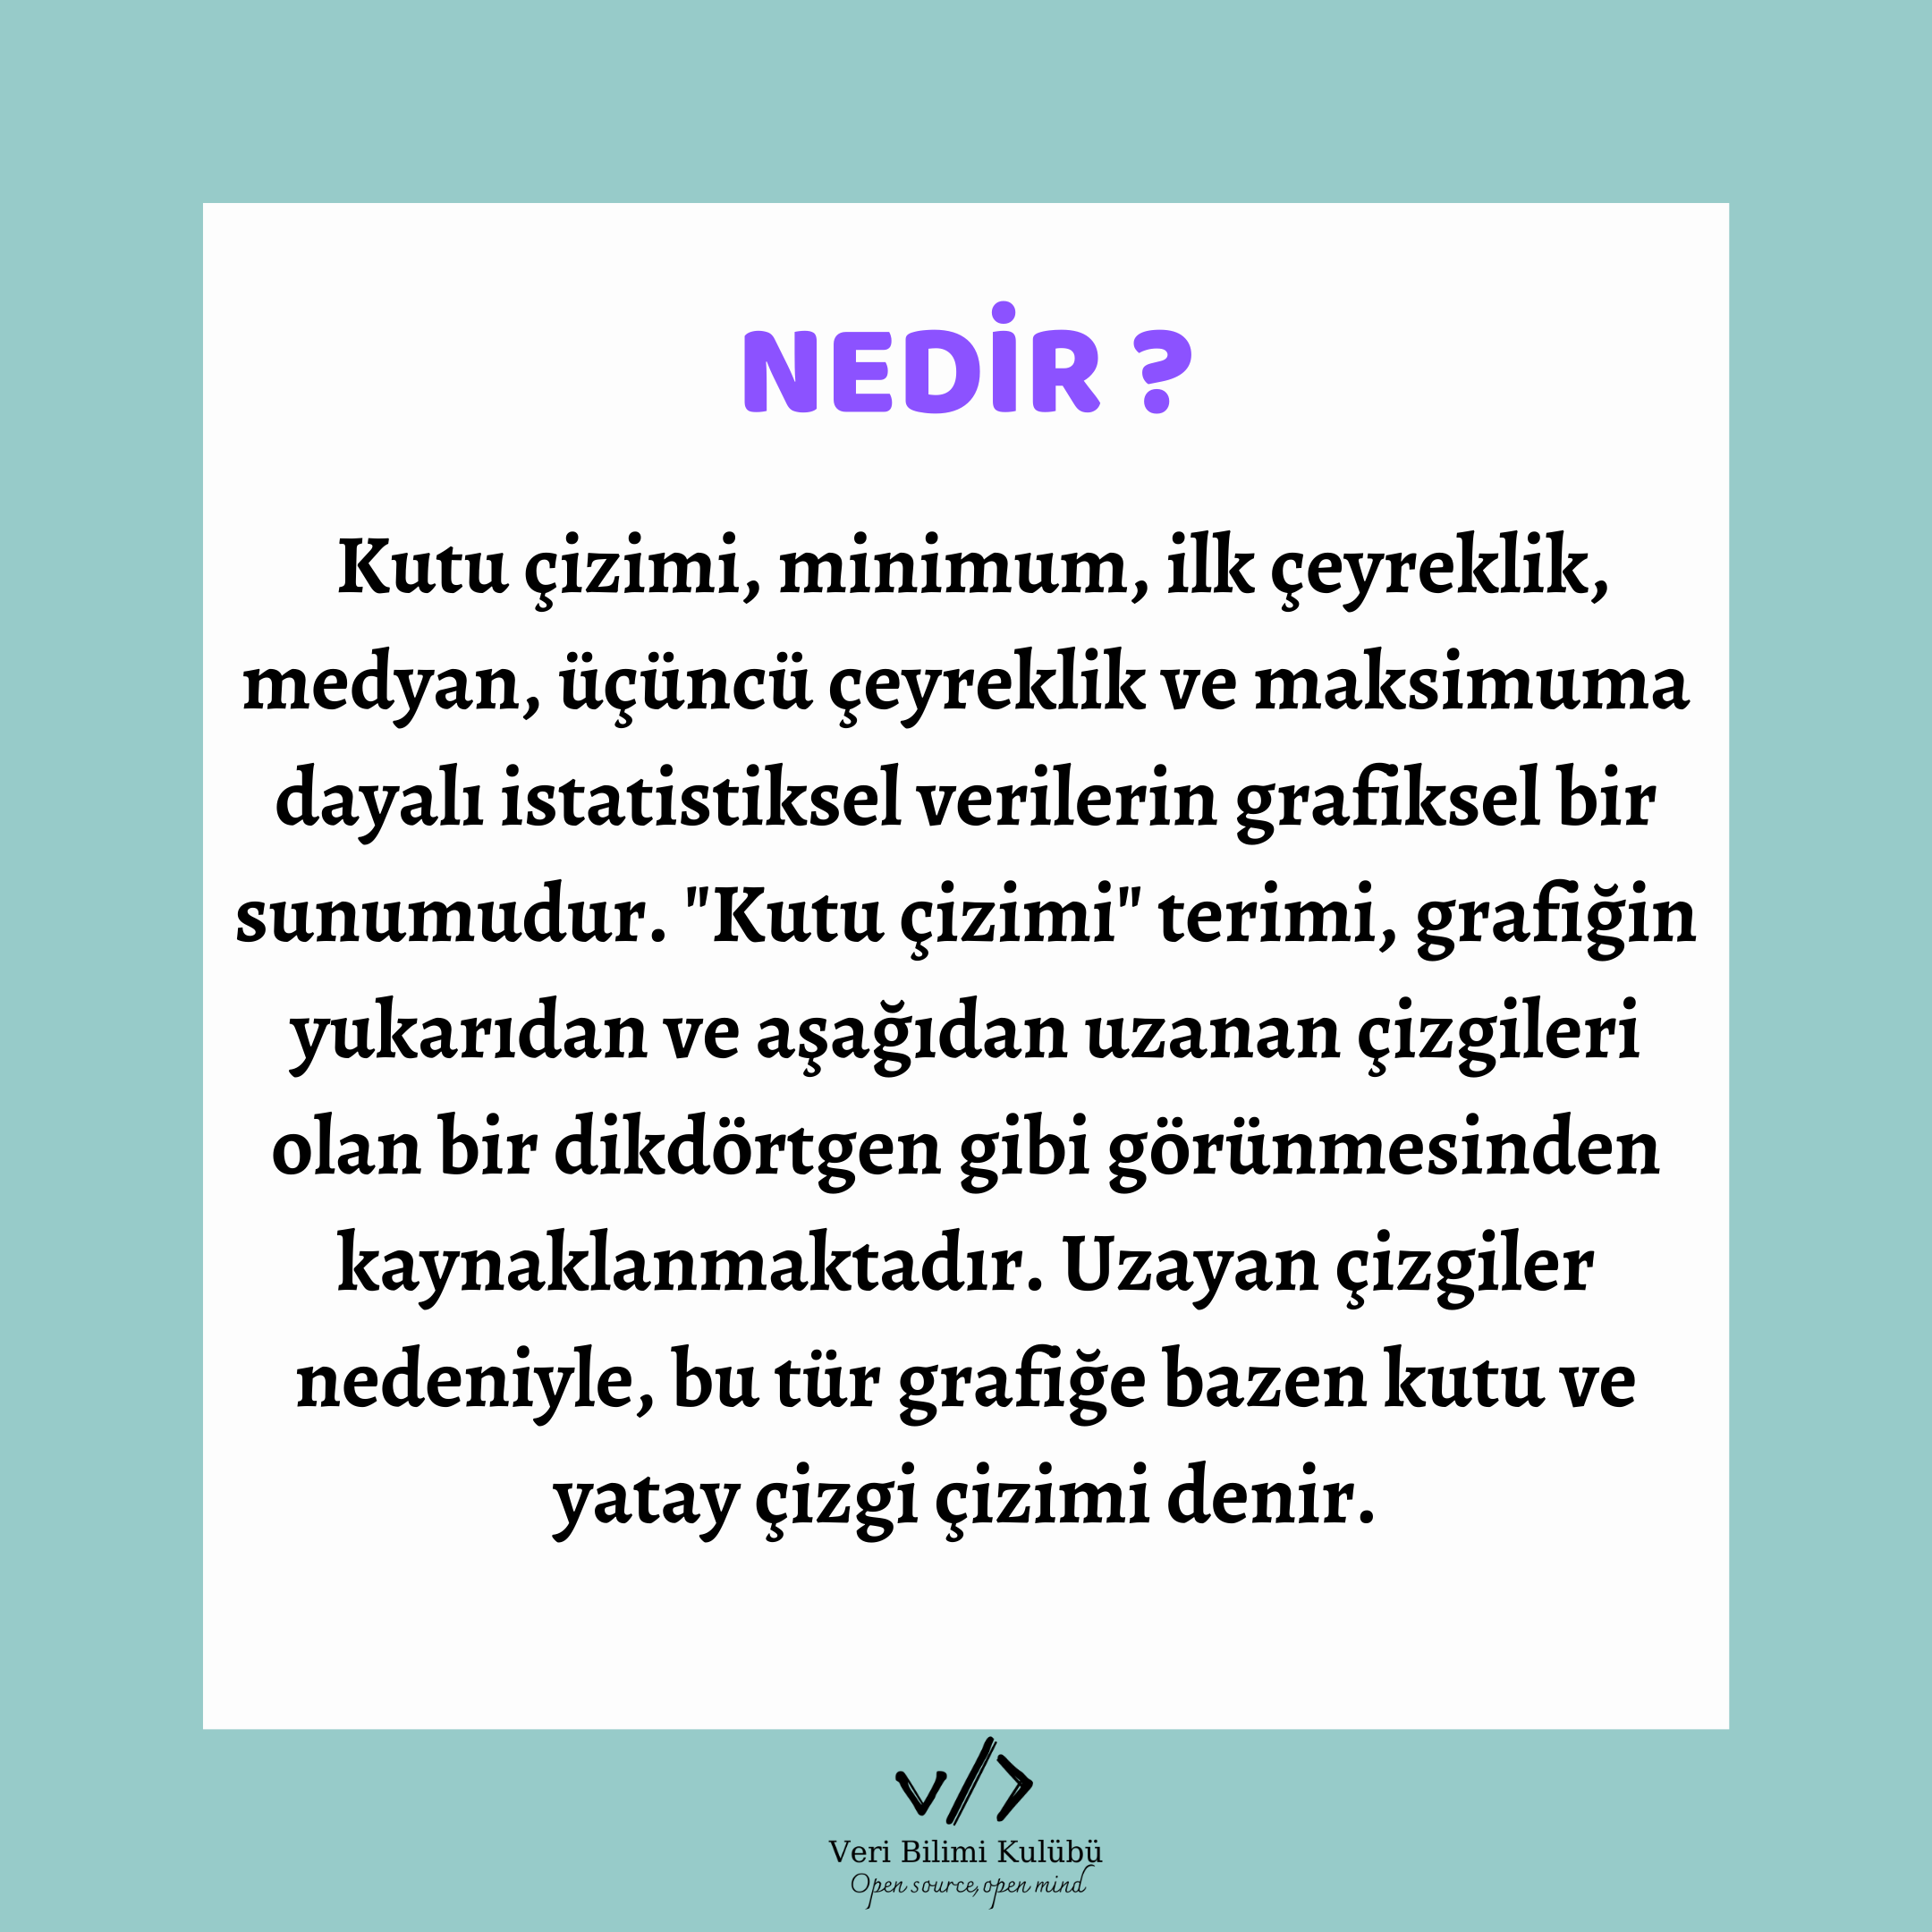 NEDİR ?
Kutu çizimi, minimum, ilk çeyreklik,
medyan, üçüncü çeyreklik ve maksimuma
dayalı istatistiksel verilerin grafiksel bir
sunumudur. "Kutu çizimi" terimi, grafiğin
yukarıdan ve aşağıdan uzanan çizgileri
olan bir dikdörtgen gibi görünmesinden
kaynaklanmaktadır. Uzayan çizgiler
nedeniyle, bu tür grafiğe bazen kutu ve
yatay çizgi çizimi denir.
Veri Bilimi Kulübü
Open source, open mind